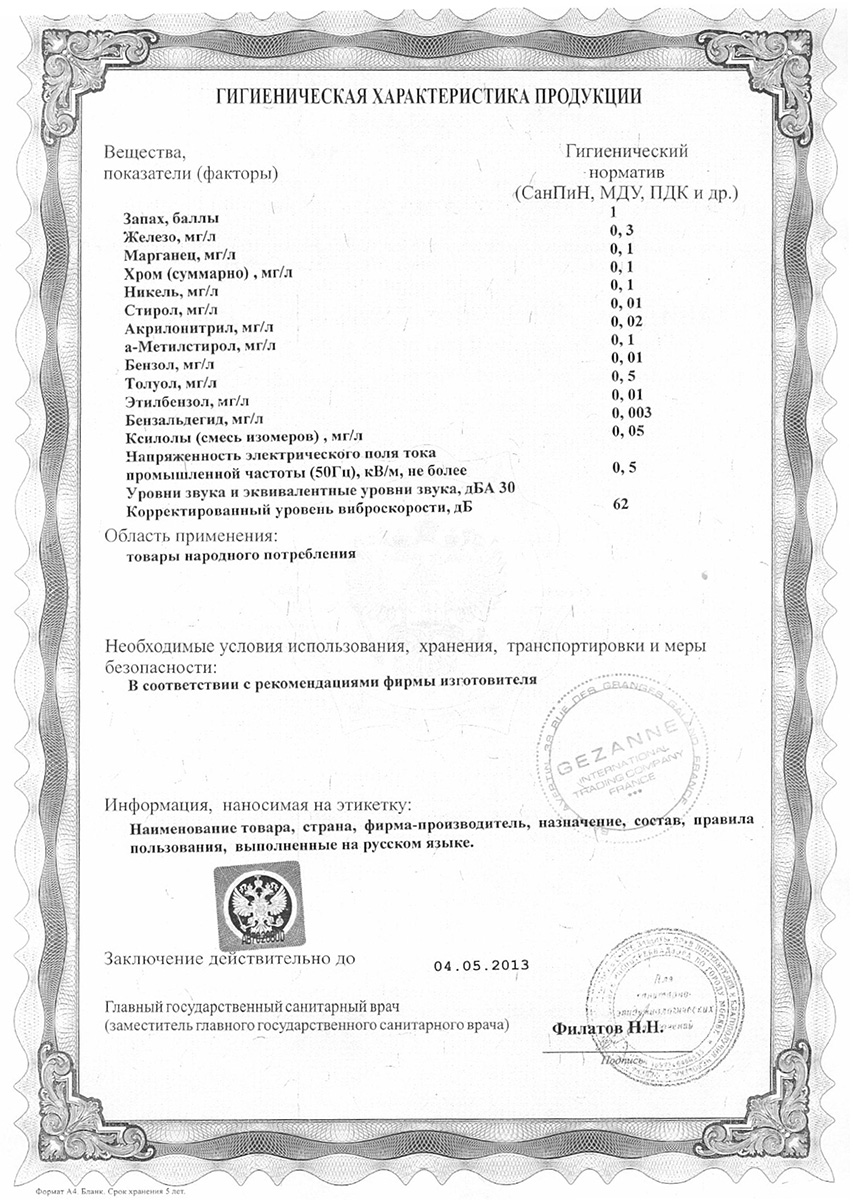 ГИГИЕНИЧЕСКАЯ ХАРАКТЕРИСТИКА ПРОДУКЦИИ
Вещества,
показатели (факторы)
Гигиенический
норматив
(СанПиН, МДУ, ПДК и др.)
Запах, баллы 1
Железо, мг/л 0, 3
Марганец, мг/л 0, 1
Хром (суммарно) , мг/л 0, 1
Никель, мг/л 0, 1
Стирол, мг/л 0, 01
Акрилонитрил, мг/л 0, 02
а-Метилстирол, мг/л 0, 1
Бензол, мг/л 0, 01
Толуол, мг/л 0, 5
Этилбензол, мг/л 0, 01
Бензальдегид, мг/л 0, 003
Ксилолы (смесь изомеров) , мг/л 0, 05
Напряженность электрического поля тока
промышленной частоты (50Гц), кВ/м, не более 0, 5
Уровни звука и эквивалентные уровни звука, дБА 30
Корректированный уровень виброскорости, дБ 62
Область применения:
товары народного потребления
Необходимые условия использования, хранения, транспортировки и меры
безопасности:
В соответствии с рекомендациями фирмы изготовителя
38 RUE DES GRANGES GALAND FRANCE
GEZANNE
INTERNATIONAL
TRADING COMPANY
FRANCE
Информация, наносимая на этикетку:
Наименование товара, страна, фирма-производитель, назначение, состав, правила
пользования, выполненные на русском языке.
Заключение действительно до 04.05.2013
Главный государственный санитарный врач
(заместитель главного государственного санитарного врача)
Филатов Н.Н.
Подпись
Для
Формат А4. Бланк. Срок хранения 5 лет.